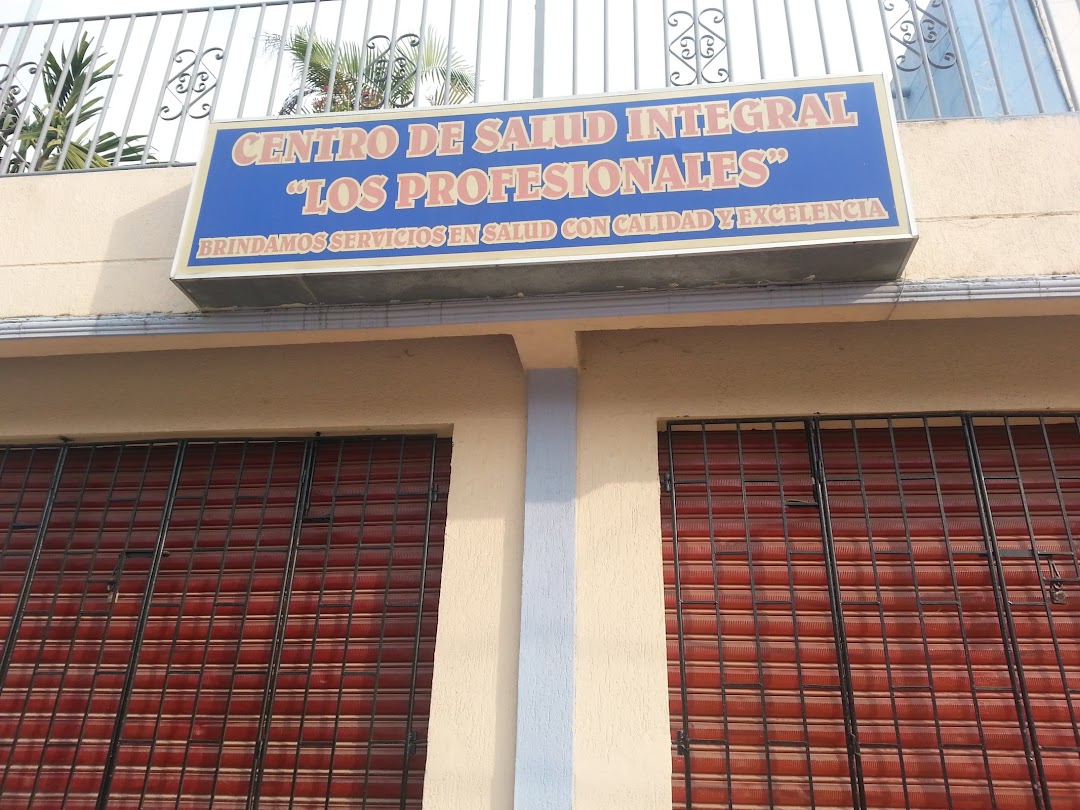 CENTRO DE SALUD INTEGRAL
"LOS PROFESIONALES"
BRINDAMOS SERVICIOS EN SALUD CON CALIDAD Y EXCELENCIA